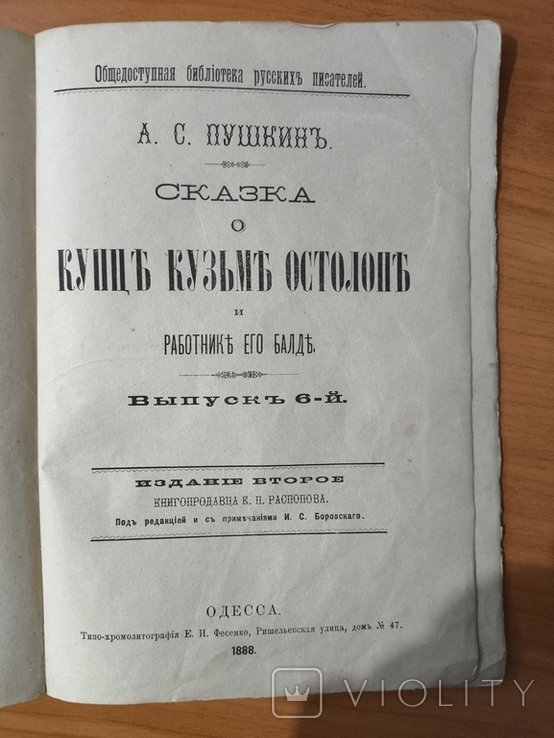 Общедоступная библіотека русскихъ писателей.
А. С. ПУШКИНЪ.
СКАЗКА
О
КУПЦѢ КУЗЬМѢ ОСТОЛОПѢ
и
РАБОТНИКѢ ЕГО БАЛДѢ.
Выпускъ 6-й.
ИЗДАНІЕ ВТОРОЕ
КНИГОПРОДАВЦА Е. П. РАСПОПОВА.
Подъ редакціей и съ примѣчаніями И. С. Боровскаго.
ОДЕССА.
Типо-хромолитографія Е. И. Фесенко, Ришельевская улица, домъ № 47.
1888.
VIOLITY